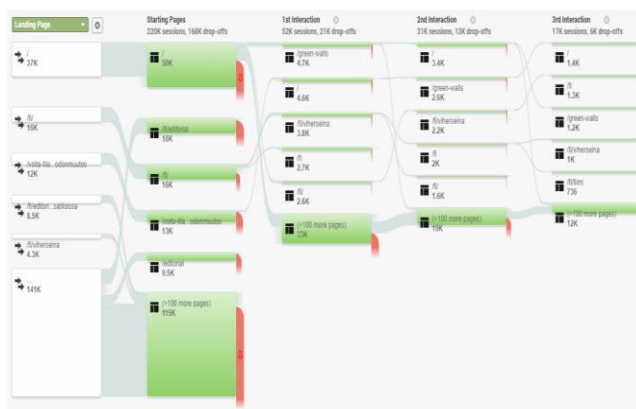 Landing Page
/
37K
/fi/
16K
12K
8.5K
/fi/viherseina
4.3K
141K
Starting Pages
220K sessions, 168K drop-offs
/
50K
/fi/editorial
16K
/fi/
16K
13K
/editorial
9.5K
(>100 more pages)
115K
1st Interaction
52K sessions, 21K drop-offs
/green-walls
4.7K
/
4.6K
/fi/viherseina
3.8K
/fi
2.7K
/fi/
2.6K
(>100 more pages)
33K
2nd Interaction
31K sessions, 13K drop-offs
/
3.4K
/green-walls
2.6K
/fi/viherseina
2.2K
/fi
2K
/fi/
1.6K
(>100 more pages)
19K
3rd Interaction
17K sessions, 6K drop-offs
/
1.4K
/fi
1.3K
/green-walls
1.2K
/fi/viherseina
1K
/fi/tiimi
736
(>100 more pages)
12K